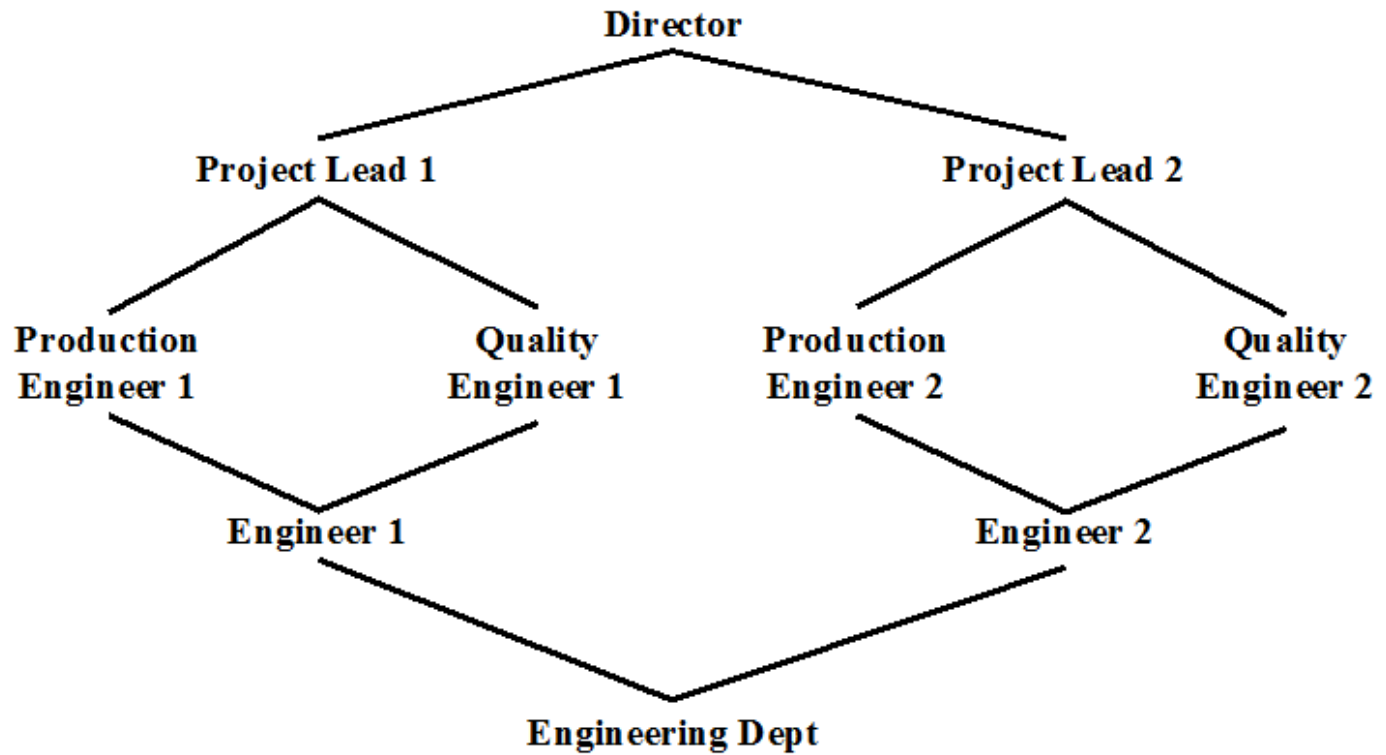 Director
Project Lead 1
Project Lead 2
Production
Engineer 1
Quality
Engineer 1
Production
Engineer 2
Quality
Engineer 2
Engineer 1
Engineer 2
Engineering Dept